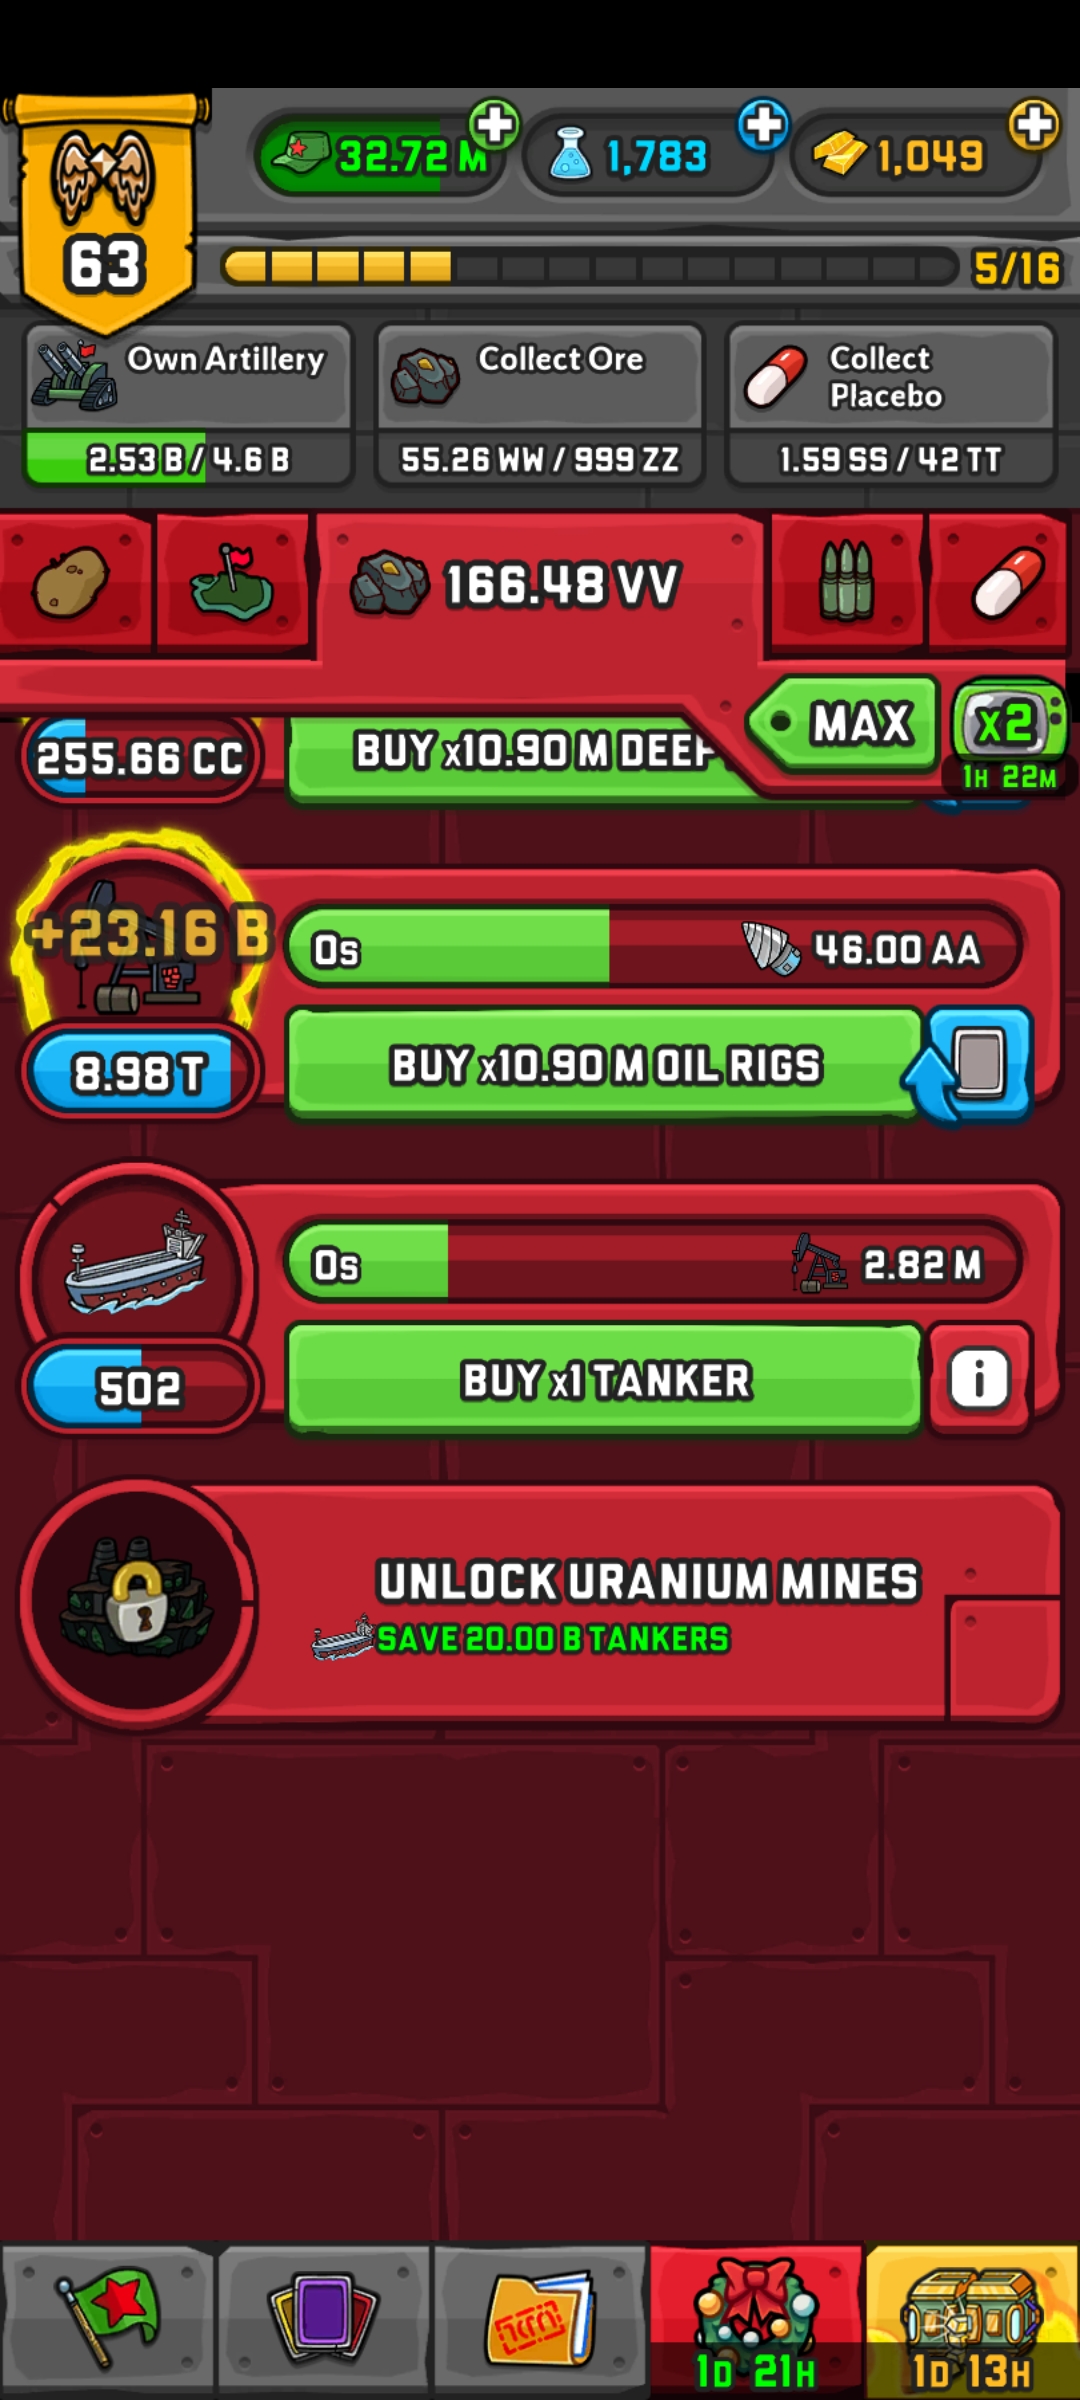 32.72 M
1,783
1,049
63
5/16
Own Artillery
2.53 B / 4.6 B
Collect Ore
55.26 WW / 999 ZZ
Collect
Placebo
1.59 SS / 42 TT
166.48 VV
MAX
x2
1H 22M
255.66 CC
BUY x10.90 M DEEP
+23.16 B
0s
46.00 AA
8.98 T
BUY x10.90 M OIL RIGS
0s
2.82 M
502
BUY x1 TANKER
i
UNLOCK URANIUM MINES
SAVE 20.00 B TANKERS
1D 21H
1D 13H